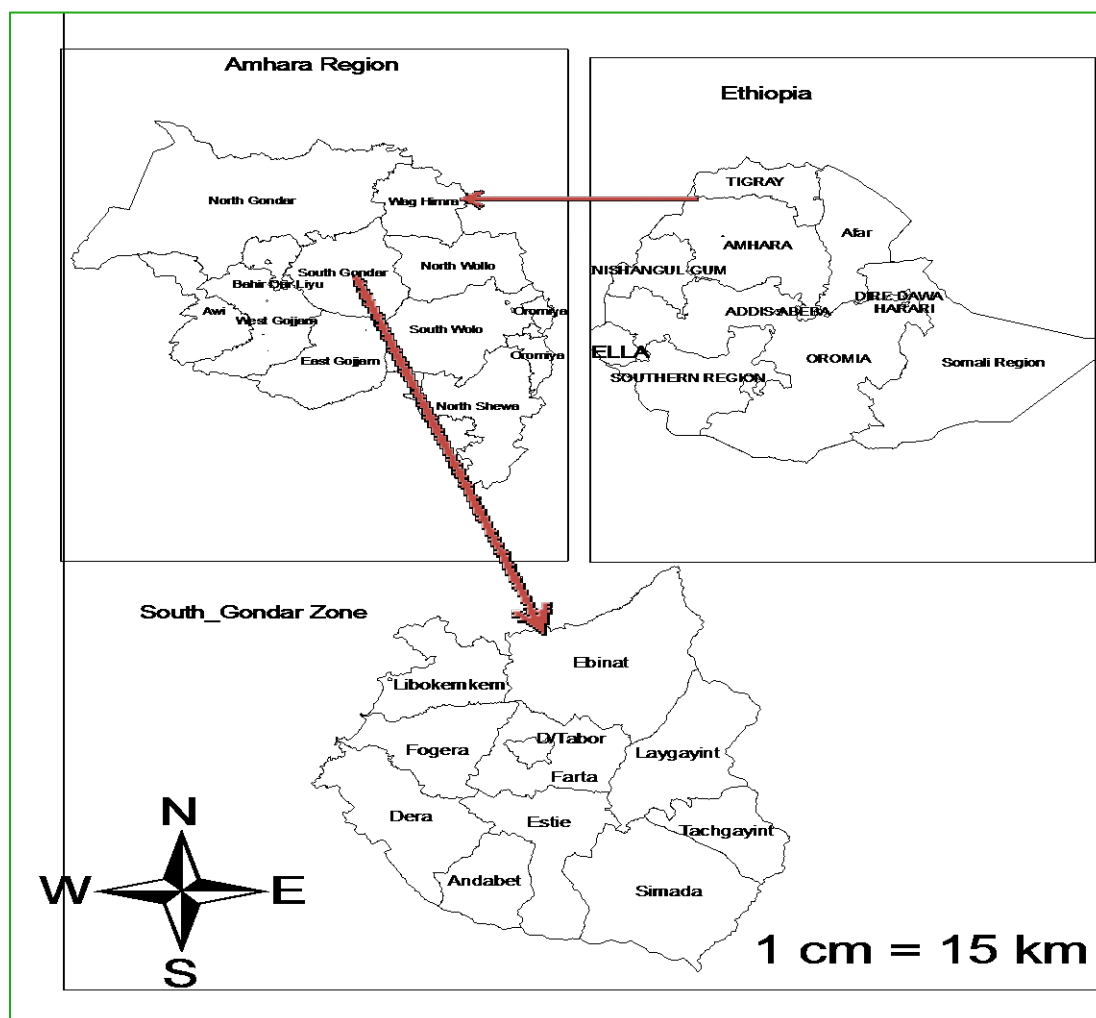 Amhara Region
North Gondar
Wag Himra
South Gondar
North Wollo
Bahir Dar Liyu
Awi
West Gojjam
South Wolo
Oromiya
East Gojjam
Oromiya
North Shewa
Ethiopia
TIGRAY
AMHARA
Afar
NISHANGUL-GUM
DIRE DAWA
ADDIS-ABEBA
HARARI
ELLA
OROMIA
Somali Region
SOUTHERN REGION
South_Gondar Zone
Ebinat
Libokemkem
D/Tabor
Fogera
Laygayint
Farta
Dera
Estie
Tachgayint
Andabet
Simada
N
W
E
S
1 cm = 15 km